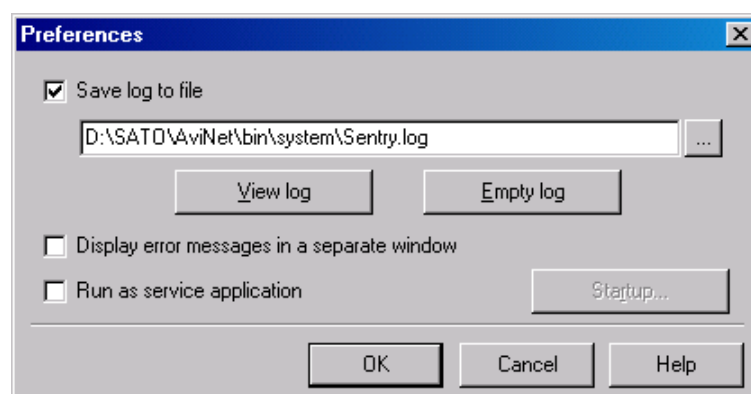 Preferences
Save log to file
D:\SATO\AviNet\bin\system\Sentry.log ...
View log Empty log
Display error messages in a separate window
Run as service application Startup...
OK Cancel Help